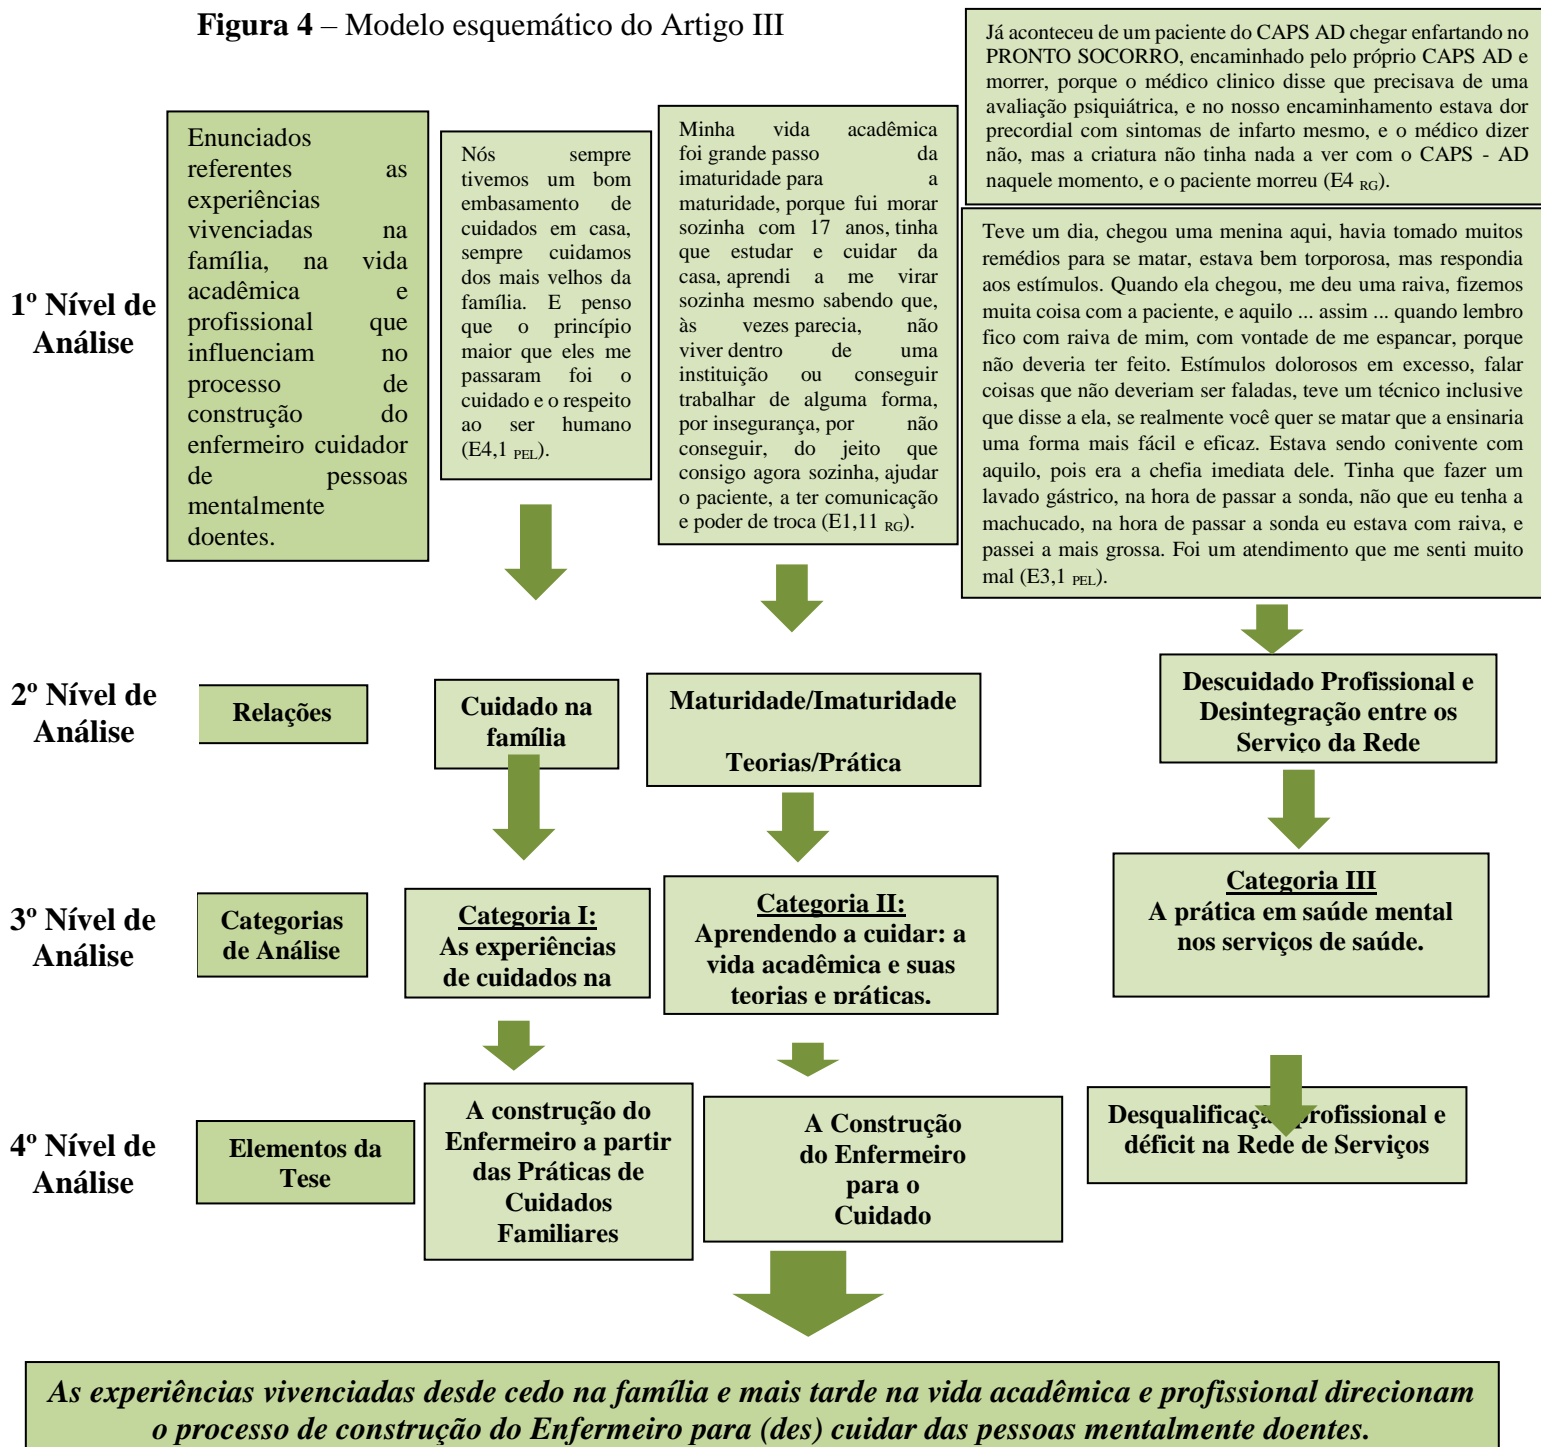 Figura 4 – Modelo esquemático do Artigo III
1º Nível de
Análise
Enunciados
referentes as
experiências
vivenciadas na
família, na vida
acadêmica e
profissional que
influenciam no
processo de
construção do
enfermeiro cuidador
de pessoas
mentalmente
doentes.
Nós sempre
tivemos um bom
embasamento de
cuidados em casa,
sempre cuidamos
dos mais velhos da
família. E penso
que o princípio
maior que eles me
passaram foi o
cuidado e o respeito
ao ser humano
(E4,1 PEL).
Minha vida acadêmica
foi grande passo da
imaturidade para a
maturidade, porque fui morar
sozinha com 17 anos, tinha
que estudar e cuidar da
casa, aprendi a me virar
sozinha mesmo sabendo que,
às vezes parecia, não
viver dentro de uma
instituição ou conseguir
trabalhar de alguma forma,
por insegurança, por não
conseguir, do jeito que
consigo agora sozinha, ajudar
o paciente, a ter comunicação
e poder de troca (E1,11 RG).
Já aconteceu de um paciente do CAPS AD chegar enfartando no
PRONTO SOCORRO, encaminhado pelo próprio CAPS AD e
morrer, porque o médico clinico disse que precisava de uma
avaliação psiquiátrica, e no nosso encaminhamento estava dor
precordial com sintomas de infarto mesmo, e o médico dizer
não, mas a criatura não tinha nada a ver com o CAPS - AD
naquele momento, e o paciente morreu (E4 RG).
Teve um dia, chegou uma menina aqui, havia tomado muitos
remédios para se matar, estava bem torporosa, mas respondia
aos estímulos. Quando ela chegou, me deu uma raiva, fizemos
muita coisa com a paciente, e aquilo ... assim ... quando lembro
fico com raiva de mim, com vontade de me espancar, porque
não deveria ter feito. Estímulos dolorosos em excesso, falar
coisas que não deveriam ser faladas, teve um técnico inclusive
que disse a ela, se realmente você quer se matar que a ensinaria
uma forma mais fácil e eficaz. Estava sendo conivente com
aquilo, pois era a chefia imediata dele. Tinha que fazer um
lavado gástrico, na hora de passar a sonda, não que eu tenha a
machucado, na hora de passar a sonda eu estava com raiva, e
passei a mais grossa. Foi um atendimento que me senti muito
mal (E3,1 PEL).
2º Nível de
Análise
Relações
Cuidado na
família
Maturidade/Imaturidade
Teorias/Prática
Descuidado Profissional e
Desintegração entre os
Serviço da Rede
3º Nível de
Análise
Categorias
de Análise
Categoria I:
As experiências
de cuidados na
Categoria II:
Aprendendo a cuidar: a
vida acadêmica e suas
teorias e práticas.
Categoria III
A prática em saúde mental
nos serviços de saúde.
4º Nível de
Análise
Elementos da
Tese
A construção do
Enfermeiro a partir
das Práticas de
Cuidados
Familiares
A Construção
do Enfermeiro
para o
Cuidado
Desqualificação profissional e
déficit na Rede de Serviços
As experiências vivenciadas desde cedo na família e mais tarde na vida acadêmica e profissional direcionam
o processo de construção do Enfermeiro para (des) cuidar das pessoas mentalmente doentes.